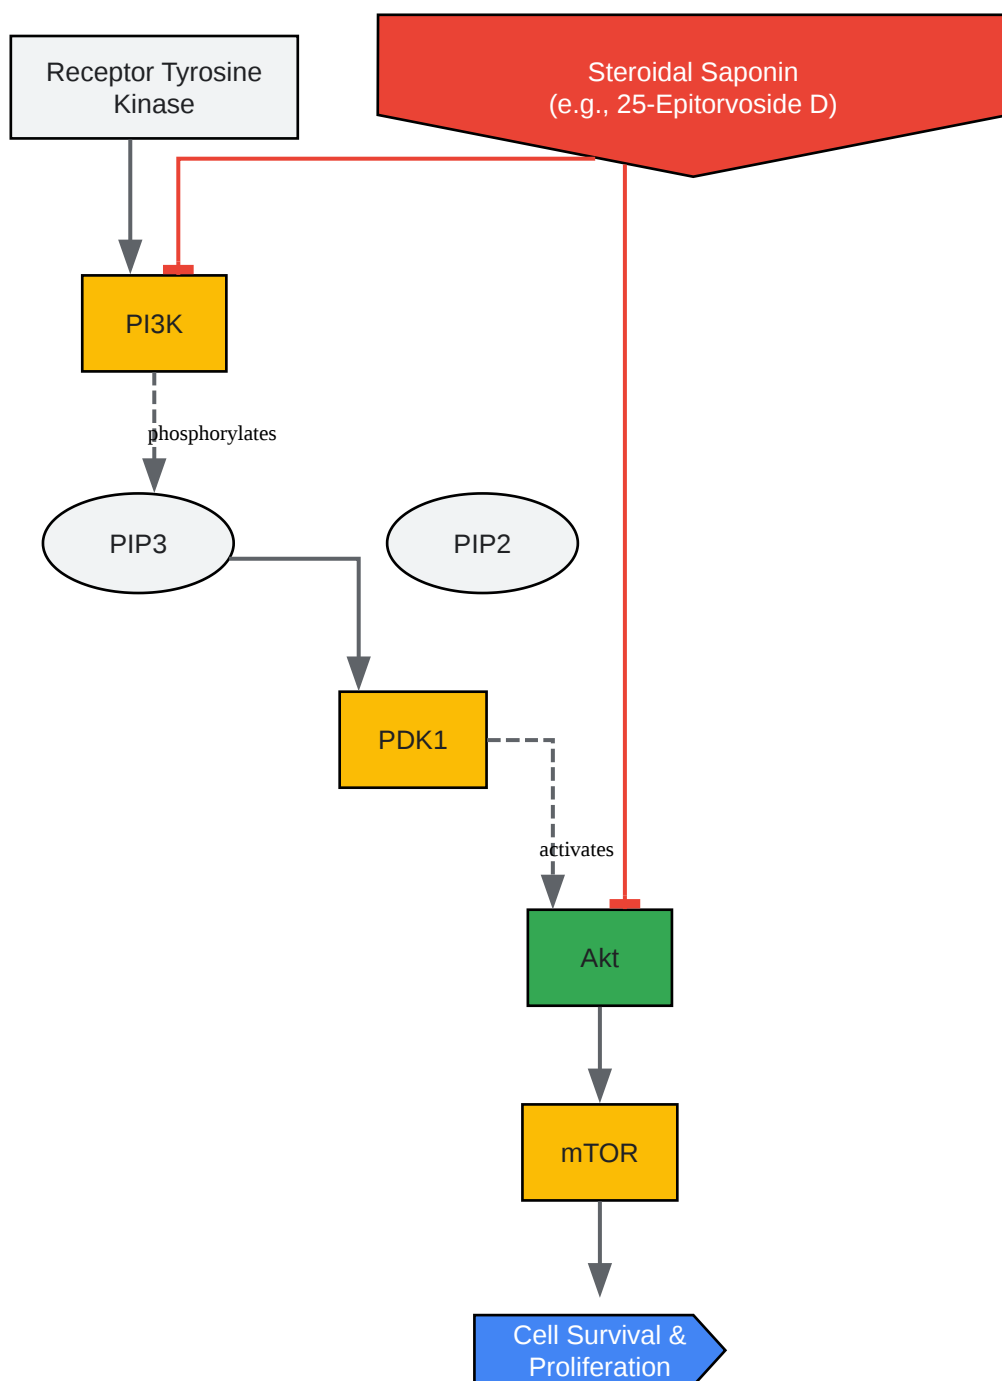 Receptor Tyrosine
Kinase
Steroidal Saponin
(e.g., 25-Epitorvoside D)
PI3K
phosphorylates
PIP3
PIP2
PDK1
activates
Akt
mTOR
Cell Survival &
Proliferation